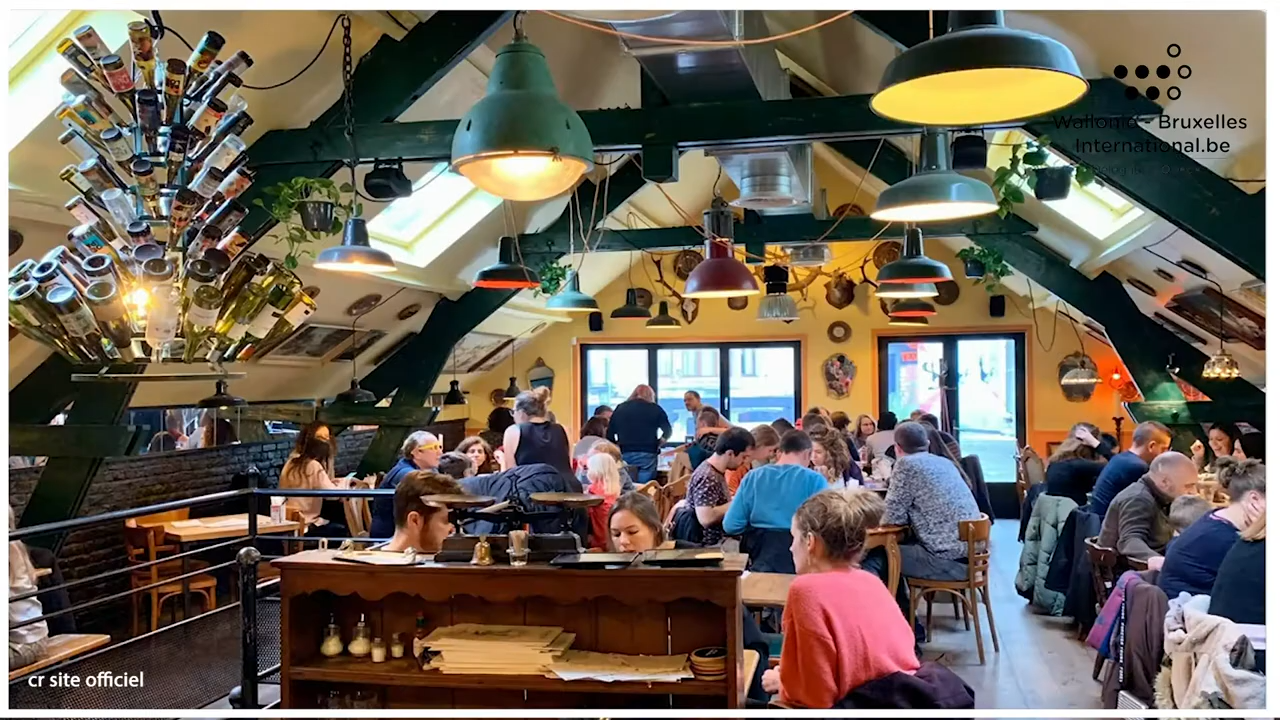 Wallonie - Bruxelles
International.be
cr site officiel